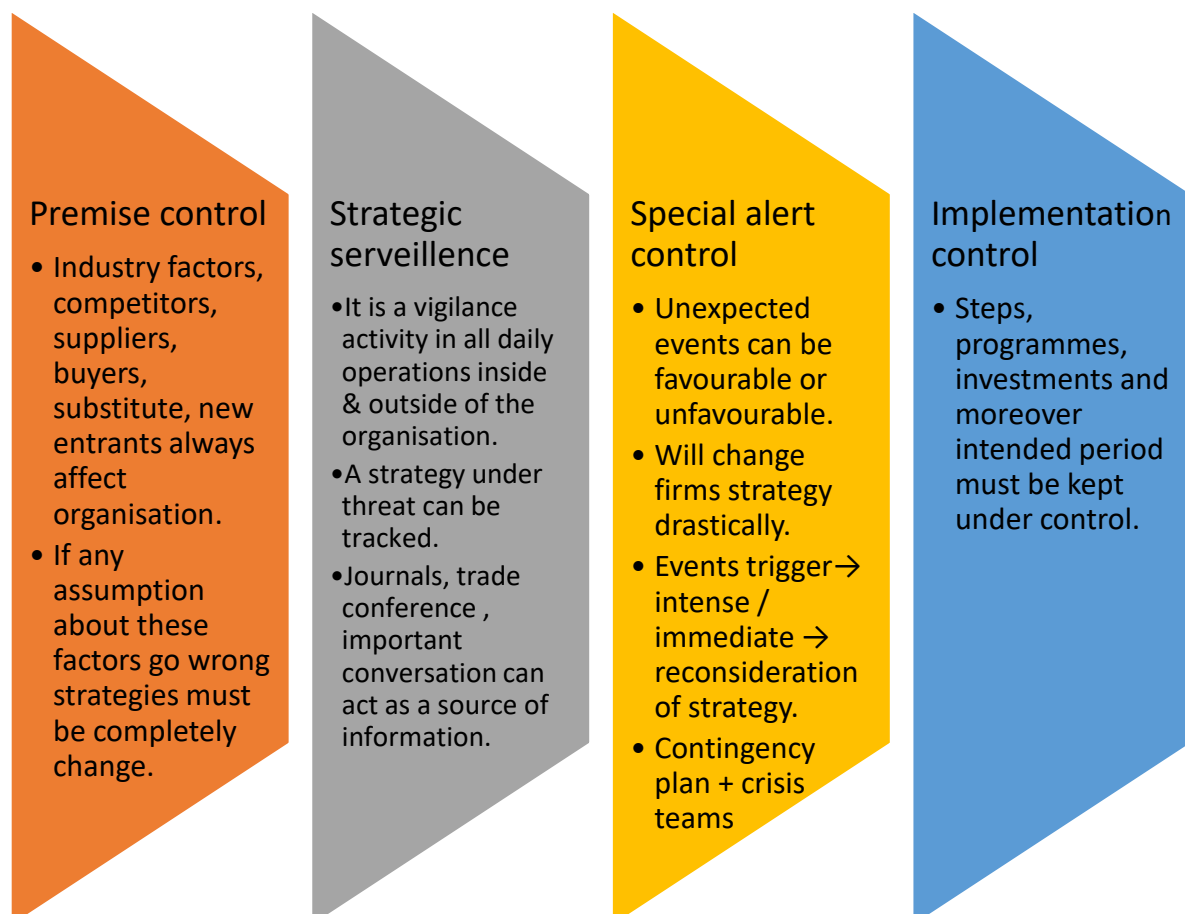 Premise control
• Industry factors,
competitors,
suppliers,
buyers,
substitute, new
entrants always
affect
organisation.
• If any
assumption
about these
factors go wrong
strategies must
be completely
change.
Strategic
serveillence
•It is a vigilance
activity in all daily
operations inside
& outside of the
organisation.
•A strategy under
threat can be
tracked.
•Journals, trade
conference ,
important
conversation can
act as a source of
information.
Special alert
control
• Unexpected
events can be
favourable or
unfavourable.
• Will change
firms strategy
drastically.
• Events trigger→
intense /
immediate →
reconsideration
of strategy.
• Contingency
plan + crisis
teams
Implementation
control
• Steps,
programmes,
investments and
moreover
intended period
must be kept
under control.